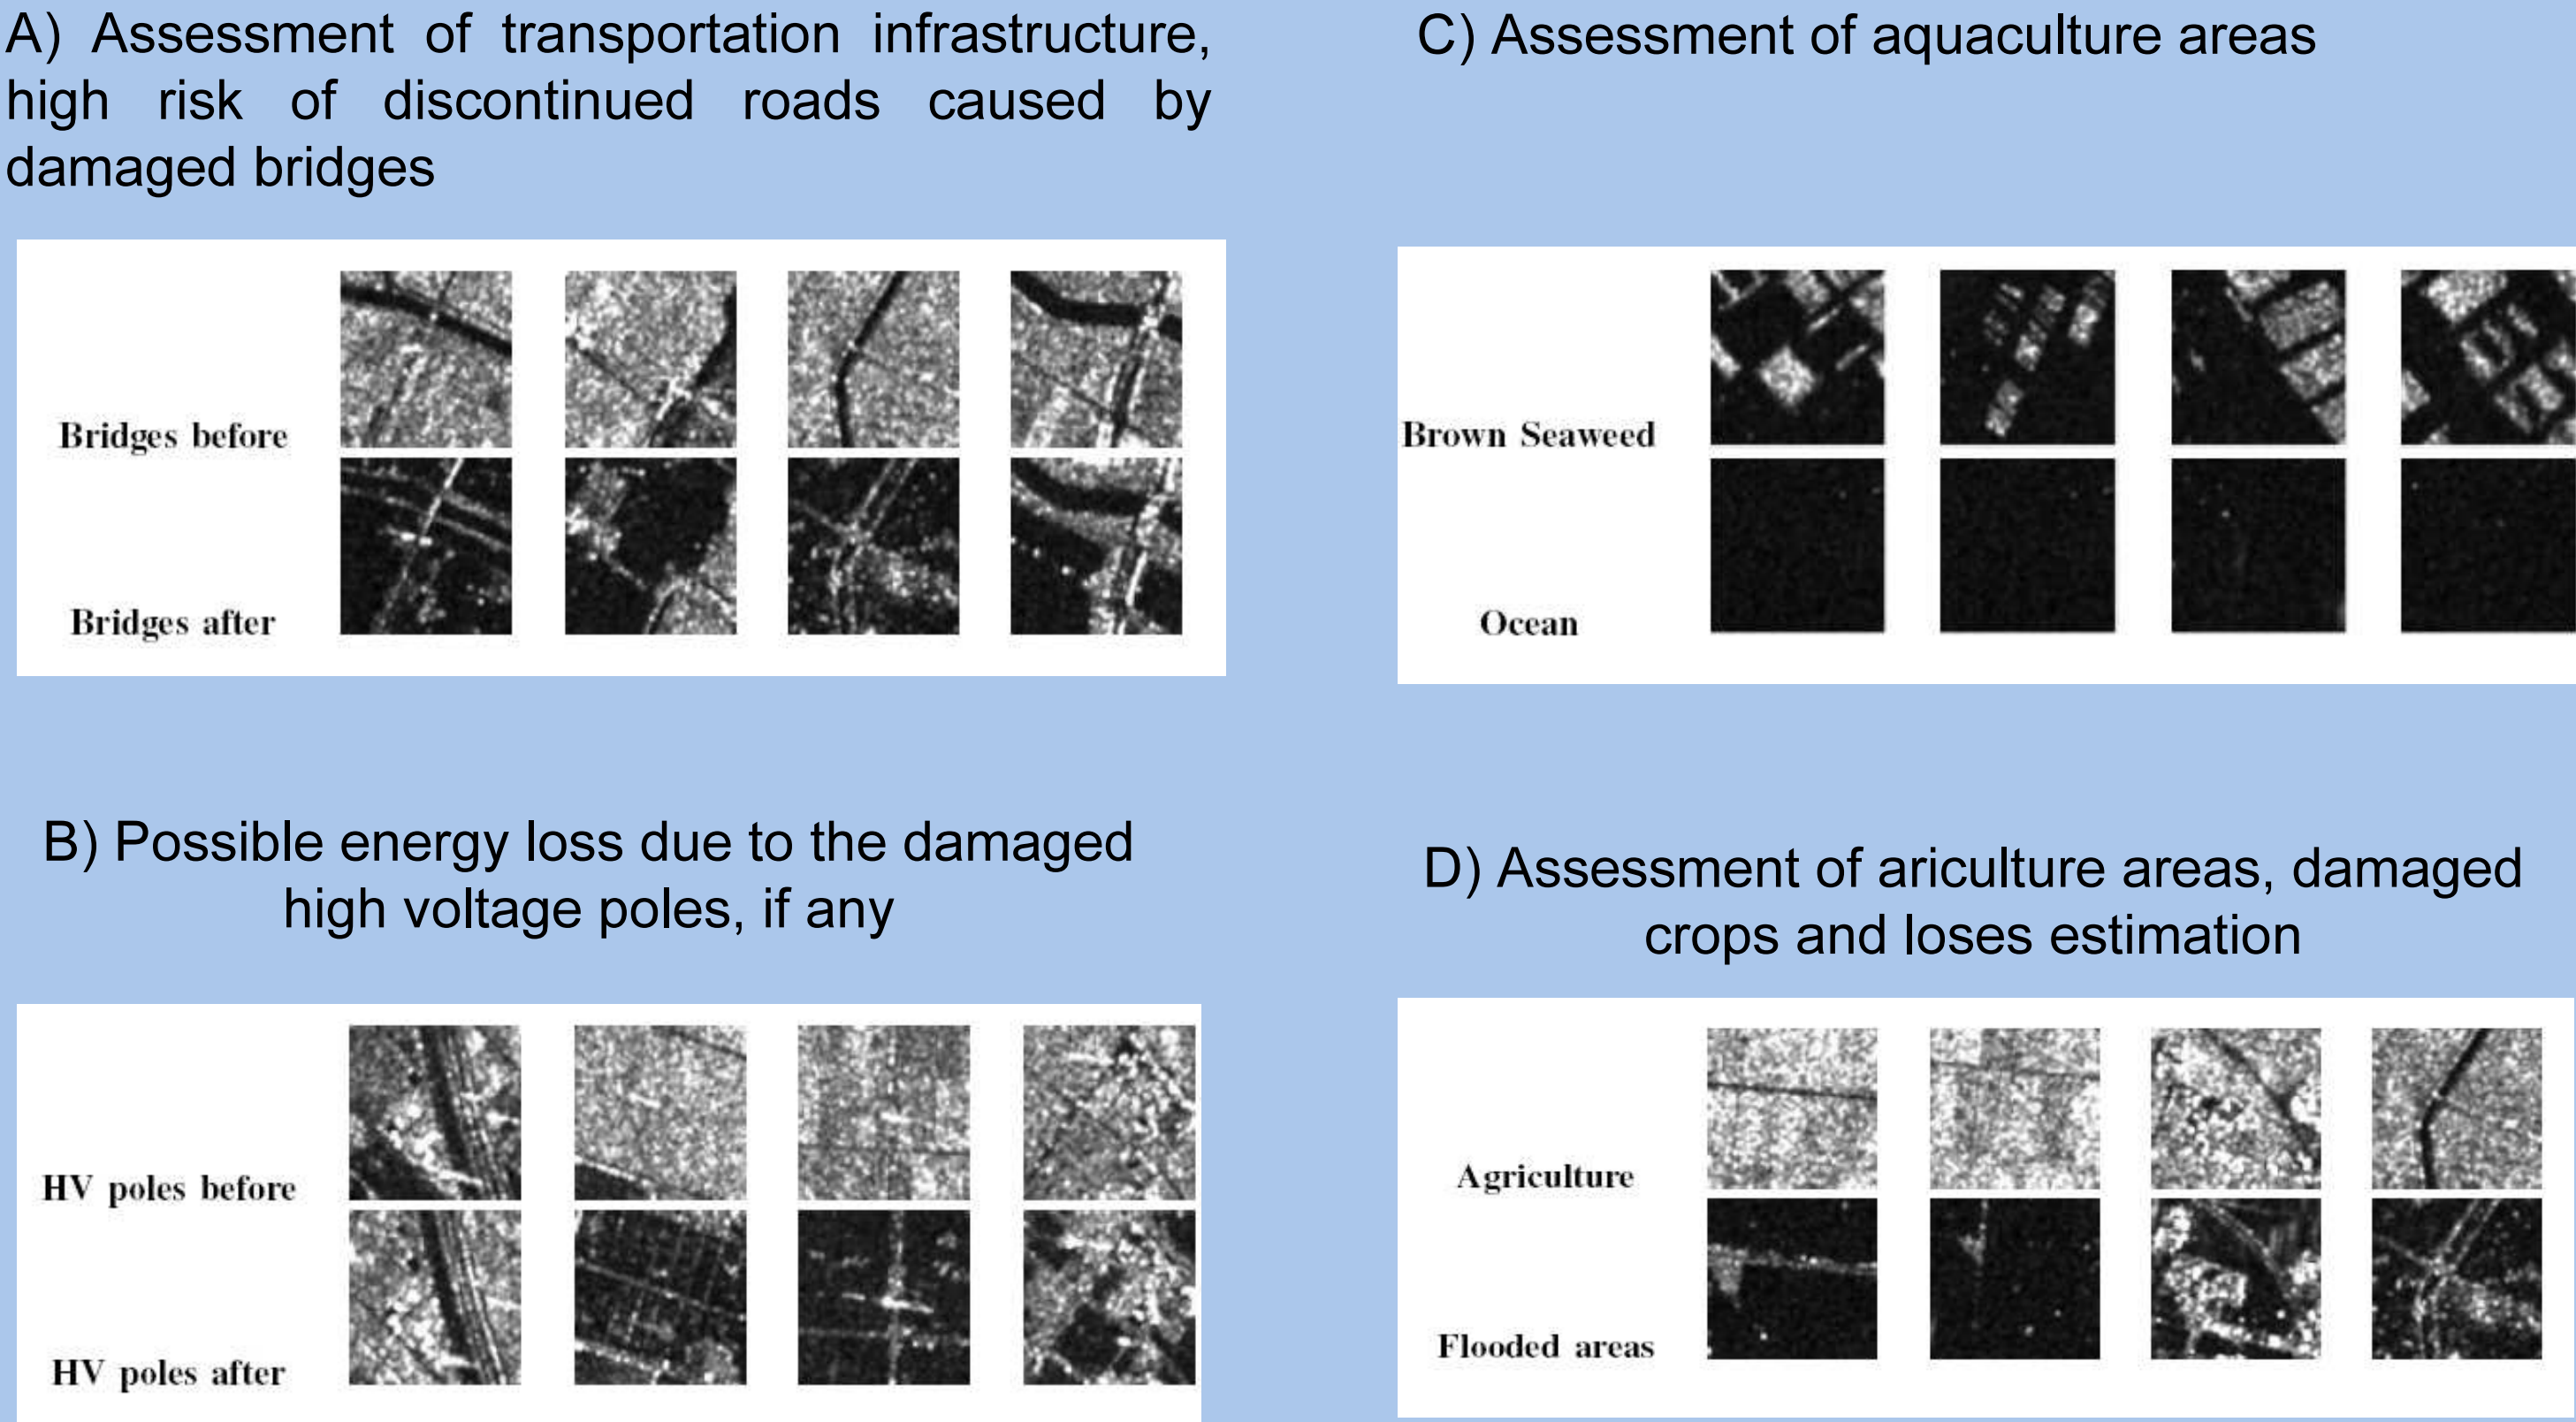 A) Assessment of transportation infrastructure,
high risk of discontinued roads caused by
damaged bridges
Bridges before
Bridges after
B) Possible energy loss due to the damaged
high voltage poles, if any
HV poles before
HV poles after
C) Assessment of aquaculture areas
Brown Seaweed
Ocean
D) Assessment of ariculture areas, damaged
crops and loses estimation
Agriculture
Flooded areas